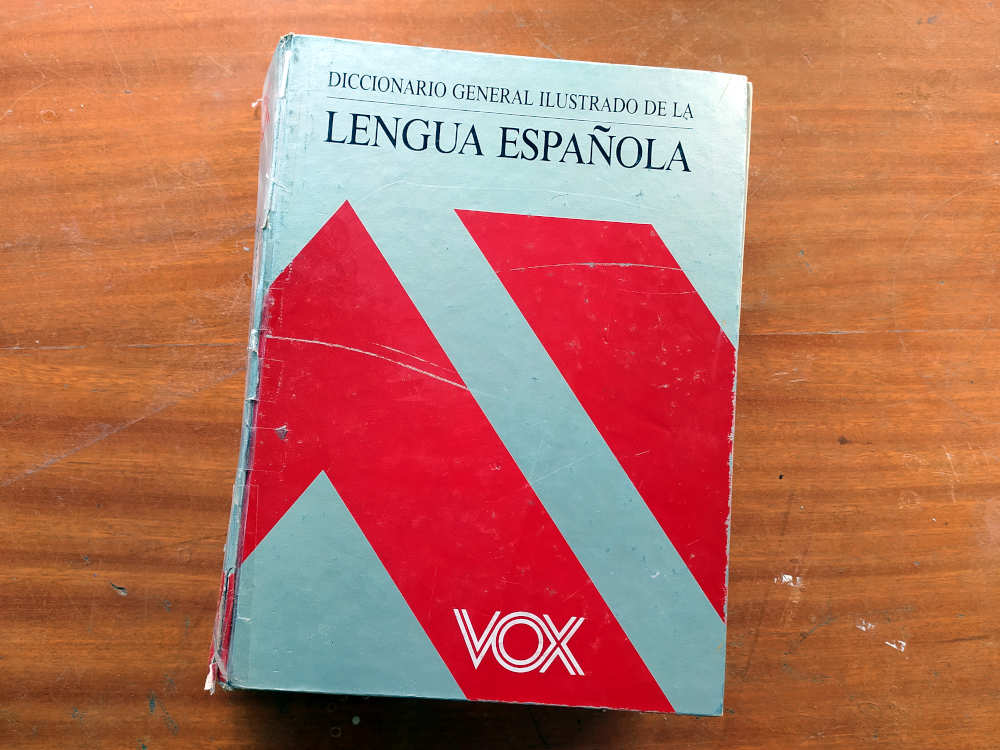 DICCIONARIO GENERAL ILUSTRADO DE LA
LENGUA ESPAÑOLA
VOX